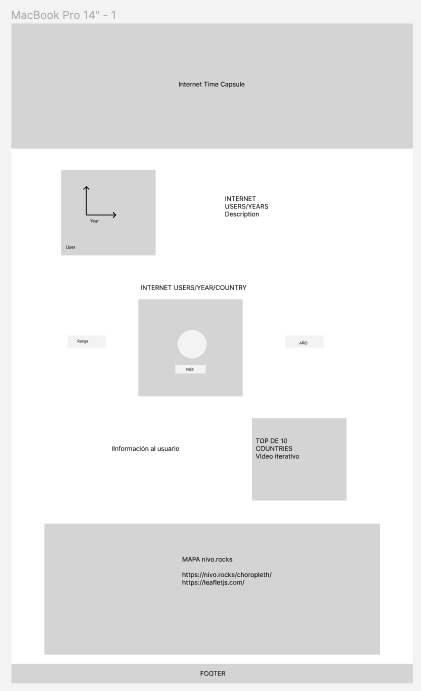 MacBook Pro 14" - 1
Internet Time Capsule
Year
User
INTERNET
USERS/YEARS
Description
INTERNET USERS/YEAR/COUNTRY
Rango
País
AÑO
IInformación al usuario
TOP DE 10
COUNTRIES
Video iterativo
MAPA nivo.rocks
https://nivo.rocks/choropleth/
https://leafletjs.com/
FOOTER